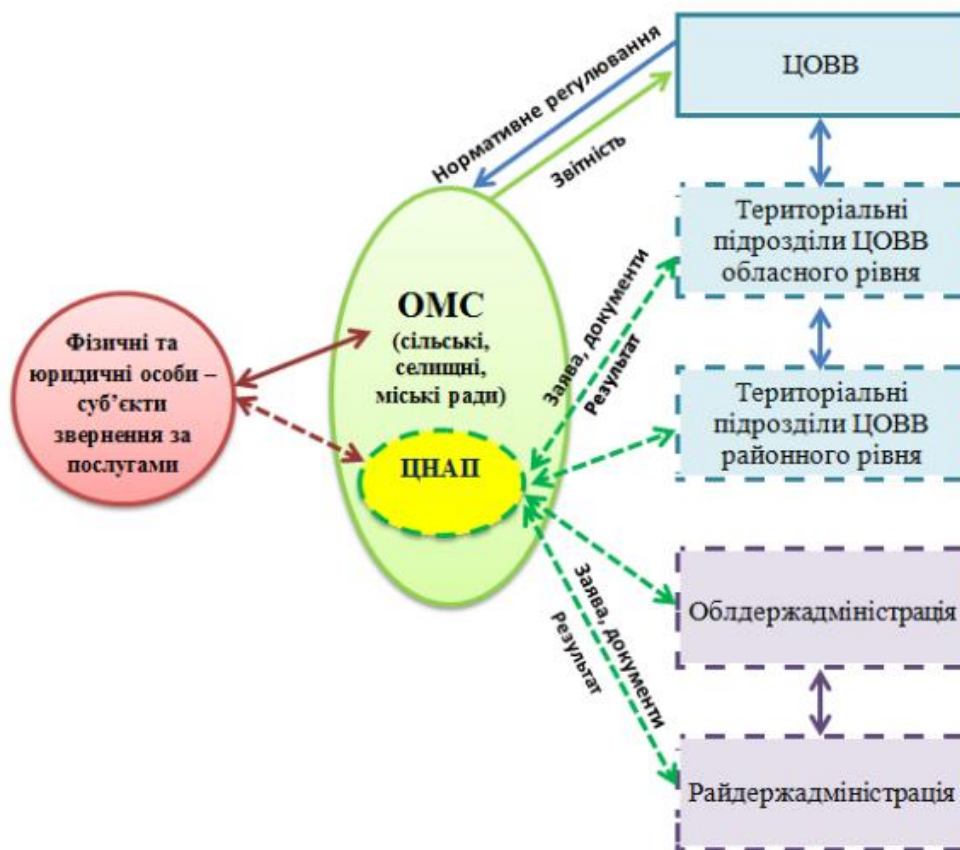 Нормативне регулювання
Звітність
ЦОВВ
Територіальні
підрозділи ЦОВВ
обласного рівня
Заява, документи
Результат
ОМС
(сільські,
селищні,
міські ради)
Фізичні та
юридичні особи –
суб’єкти
звернення за
послугами
Територіальні
підрозділи ЦОВВ
районного рівня
ЦНАП
Заява, документи
Результат
Облдержадміністрація
Райдержадміністрація